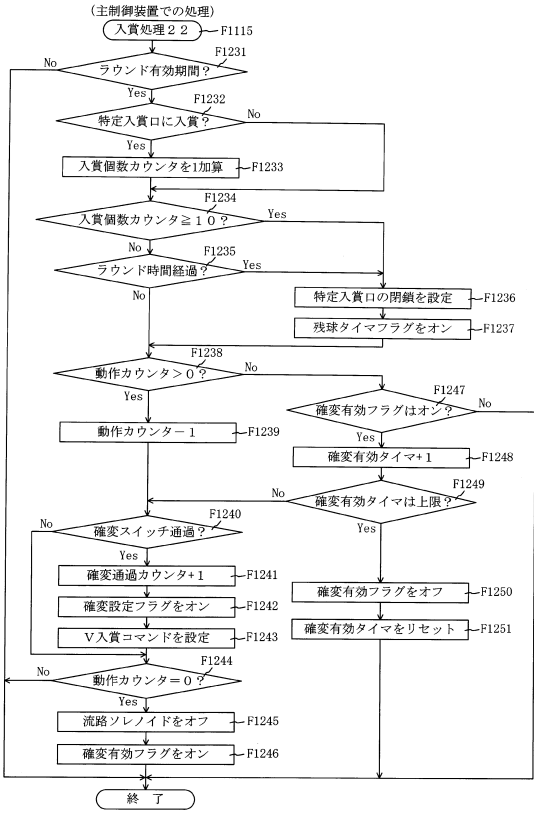 (主制御装置での処理)
入賞処理22
F1115
F1231
No
ラウンド有効期間?
Yes
F1232
特定入賞口に入賞?
No
Yes
入賞個数カウンタを1加算
F1233
F1234
入賞個数カウンタ≧10?
Yes
No
F1235
ラウンド時間経過?
Yes
No
特定入賞口の閉鎖を設定
F1236
残球タイマフラグをオン
F1237
F1238
動作カウンタ>0?
No
Yes
F1247
確変有効フラグはオン?
No
Yes
動作カウンタ-1
F1239
確変有効タイマ+1
F1248
F1249
確変有効タイマは上限?
No
Yes
F1240
No
確変スイッチ通過?
Yes
確変通過カウンタ+1
F1241
確変設定フラグをオン
F1242
V入賞コマンドを設定
F1243
確変有効フラグをオフ
F1250
確変有効タイマをリセット
F1251
F1244
No
動作カウンタ=0?
Yes
流路ソレノイドをオフ
F1245
確変有効フラグをオン
F1246
終 了